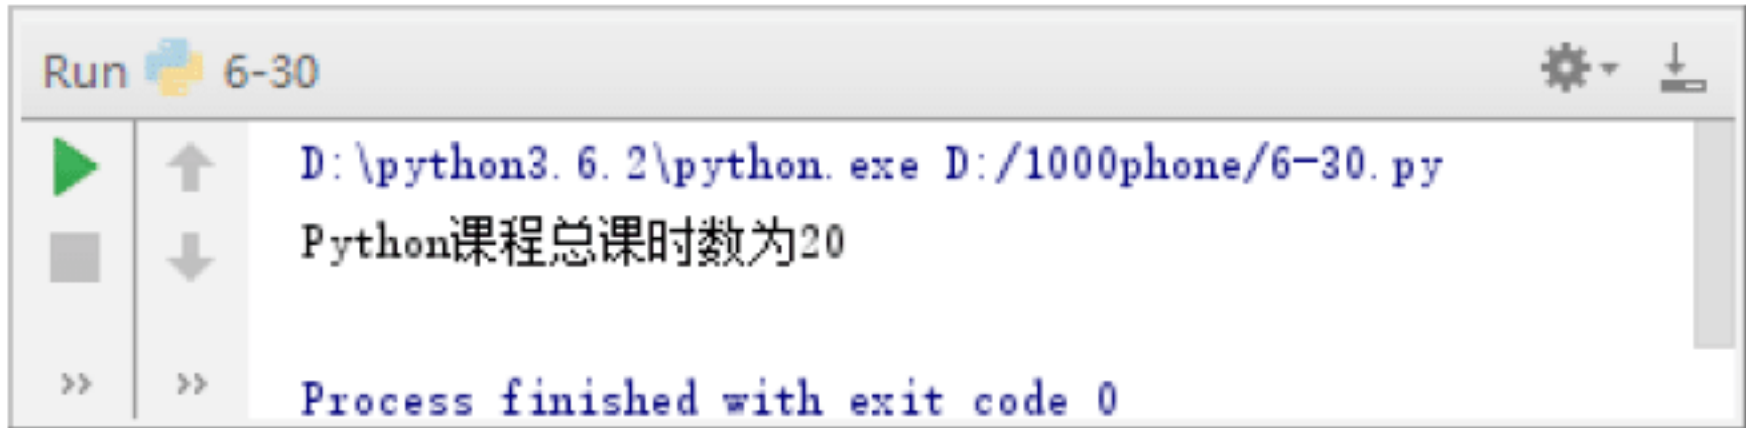 Run 6-30
D:\python3.6.2\python.exe D:/1000phone/6-30.py
Python课程总课时数为20
Process finished with exit code 0